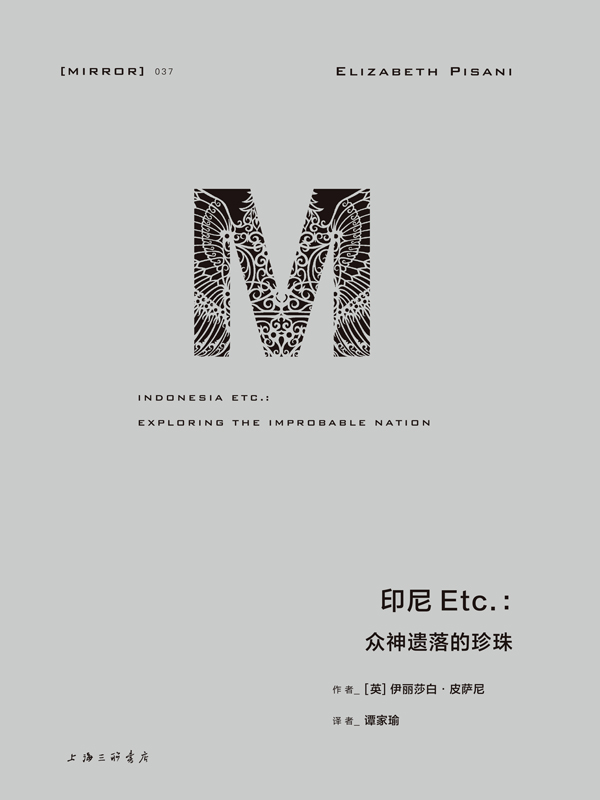 [MIRROR] 037
ELIZABETH PISANI
M
INDONESIA ETC.:
EXPLORING THE IMPROBABLE NATION
印尼 Etc.:
众神遗落的珍珠
作者_ [英] 伊丽莎白·皮萨尼
译者_ 谭家瑜
上海三联书店